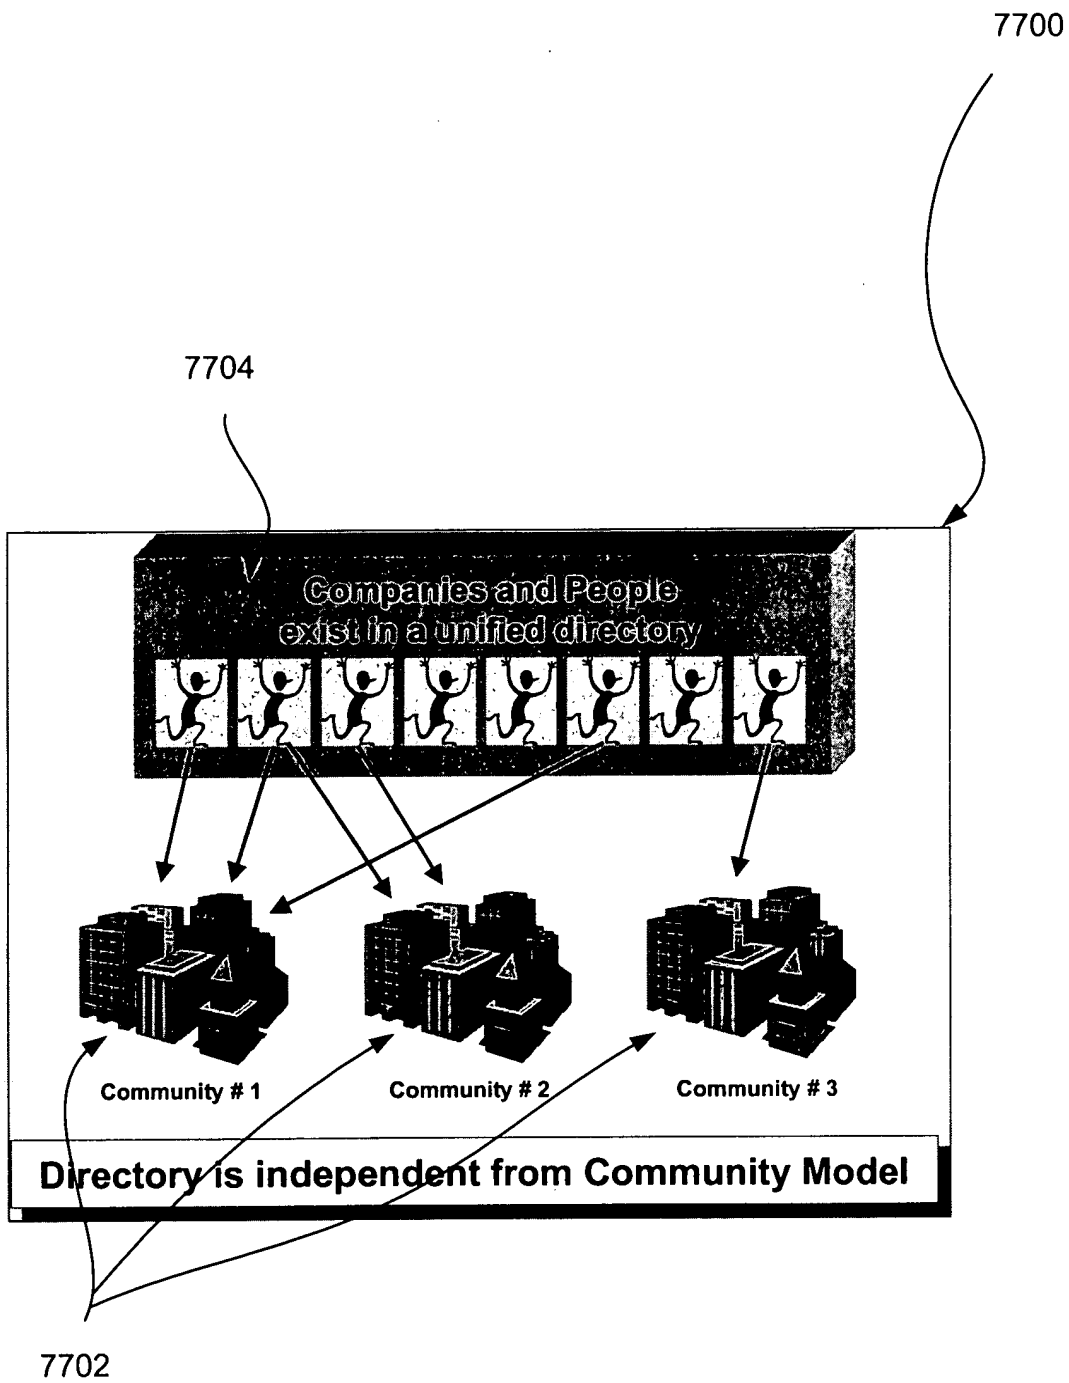 7700
7704
Companies and People
exist in a unified directory
Community # 1
Community # 2
Community # 3
Directory is independent from Community Model
7702